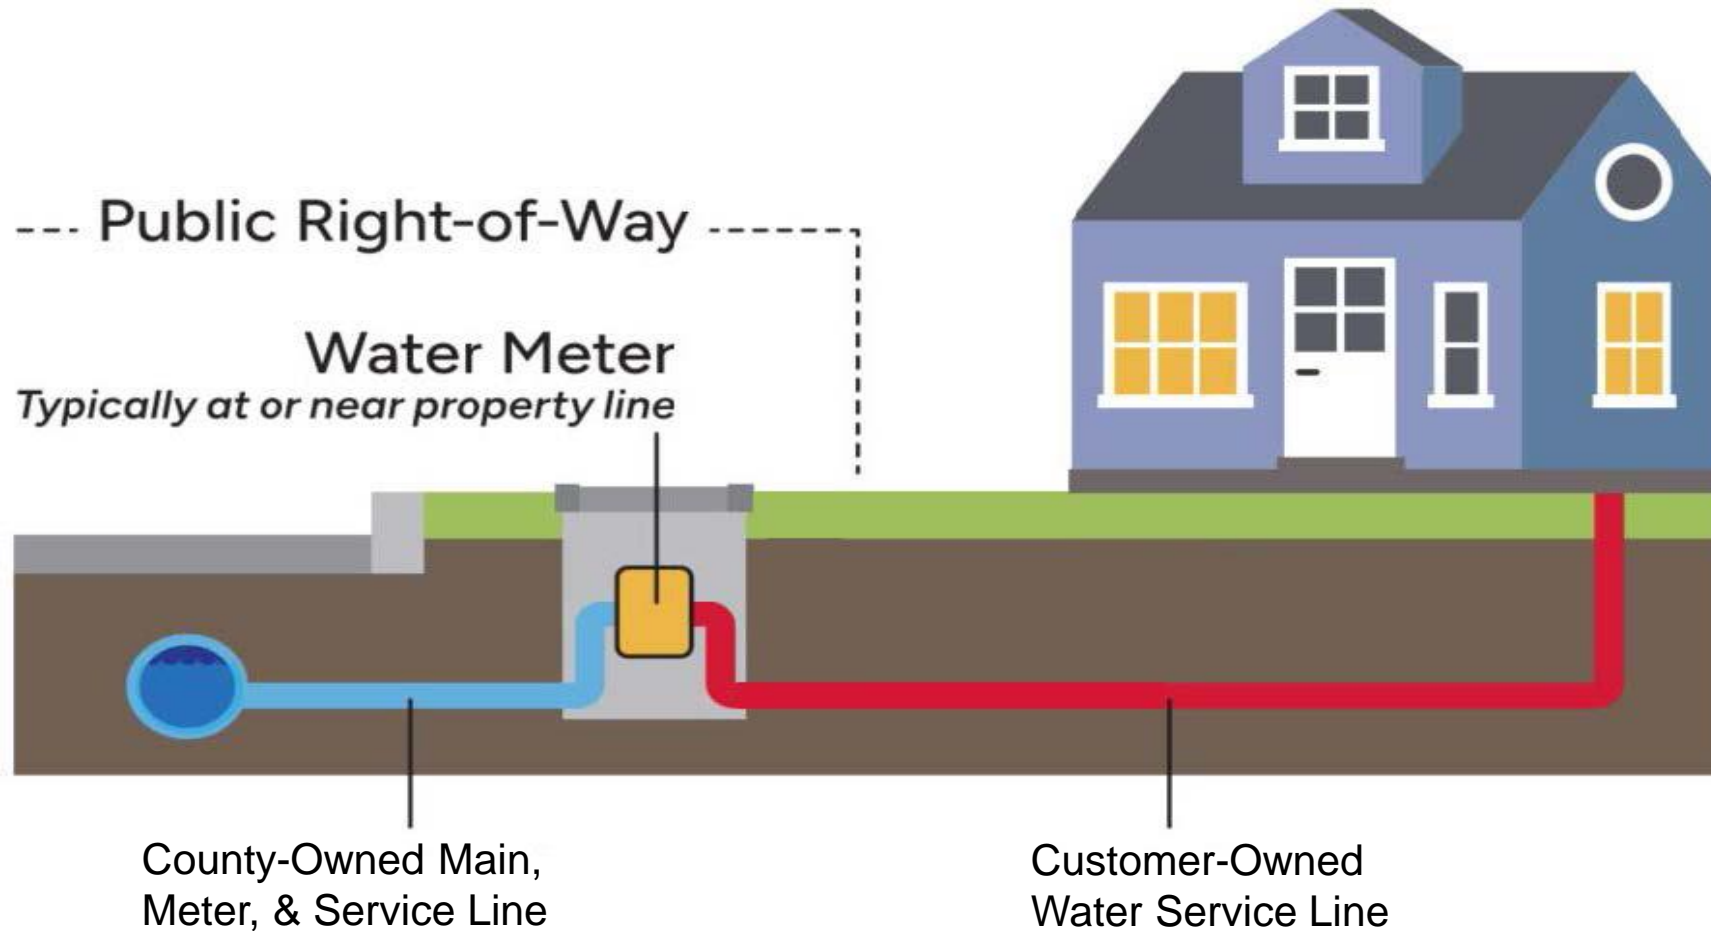 Public Right-of-Way
Water Meter
Typically at or near property line
County-Owned Main,
Meter, & Service Line
Customer-Owned
Water Service Line